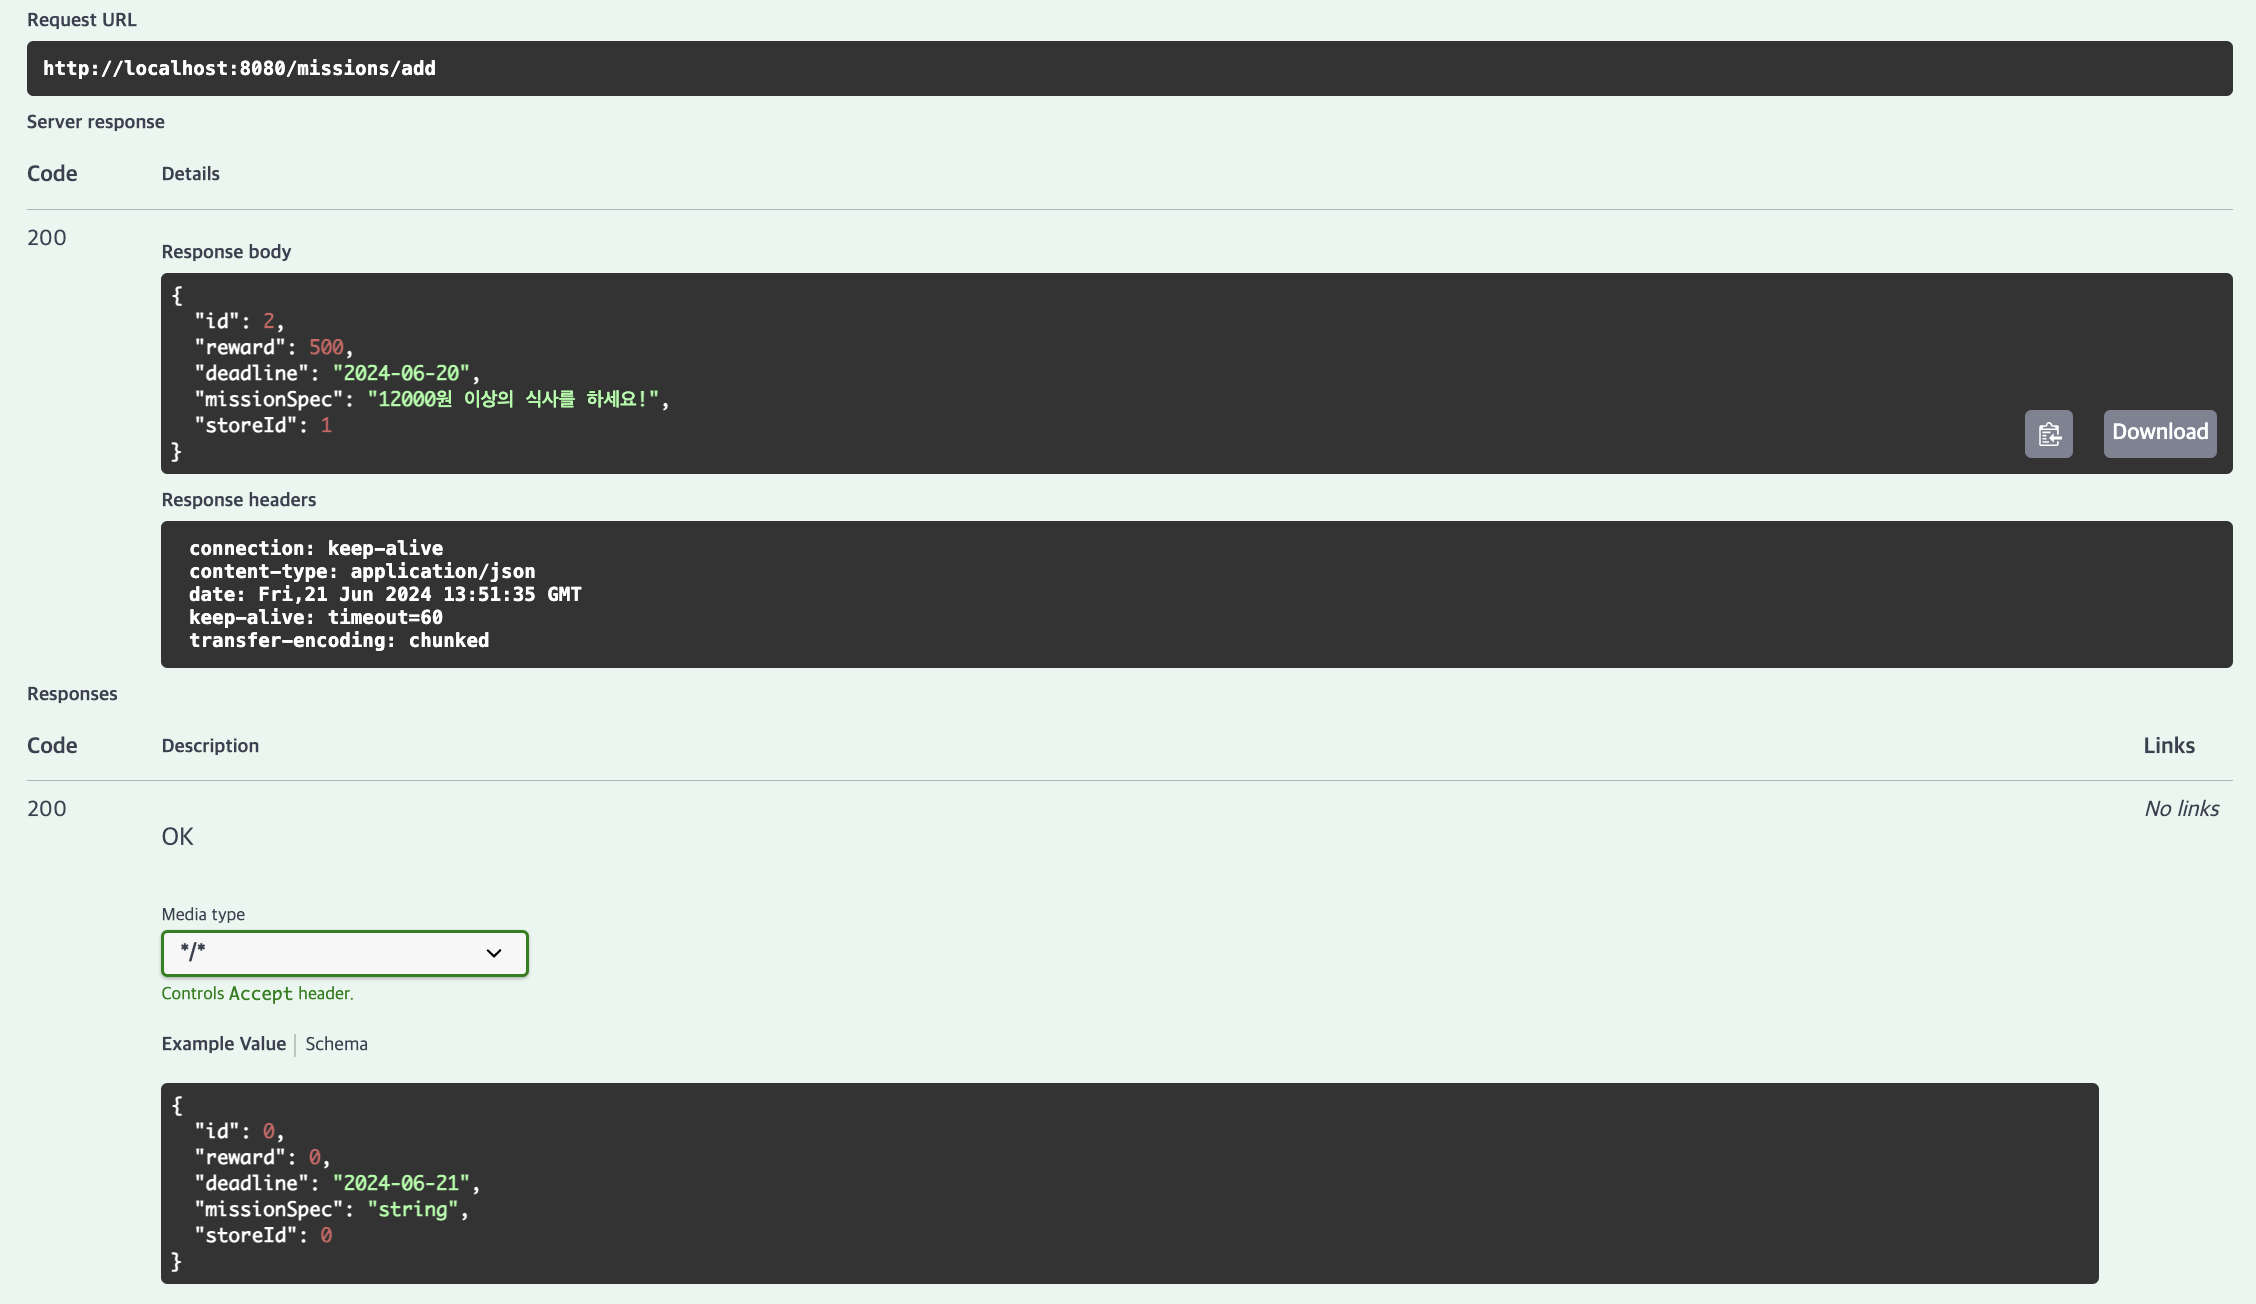 Request URL
http://localhost:8080/missions/add
Server response
Code Details
200
Response body
{
  "id": 2,
  "reward": 500,
  "deadline": "2024-06-20",
  "missionSpec": "12000원 이상의 식사를 하세요!",
  "storeId": 1
}
Download
Response headers
connection: keep-alive
content-type: application/json
date: Fri,21 Jun 2024 13:51:35 GMT
keep-alive: timeout=60
transfer-encoding: chunked
Responses
Code Description Links
200 No links
OK
Media type
*/*
Controls Accept header.
Example Value Schema
{
  "id": 0,
  "reward": 0,
  "deadline": "2024-06-21",
  "missionSpec": "string",
  "storeId": 0
}